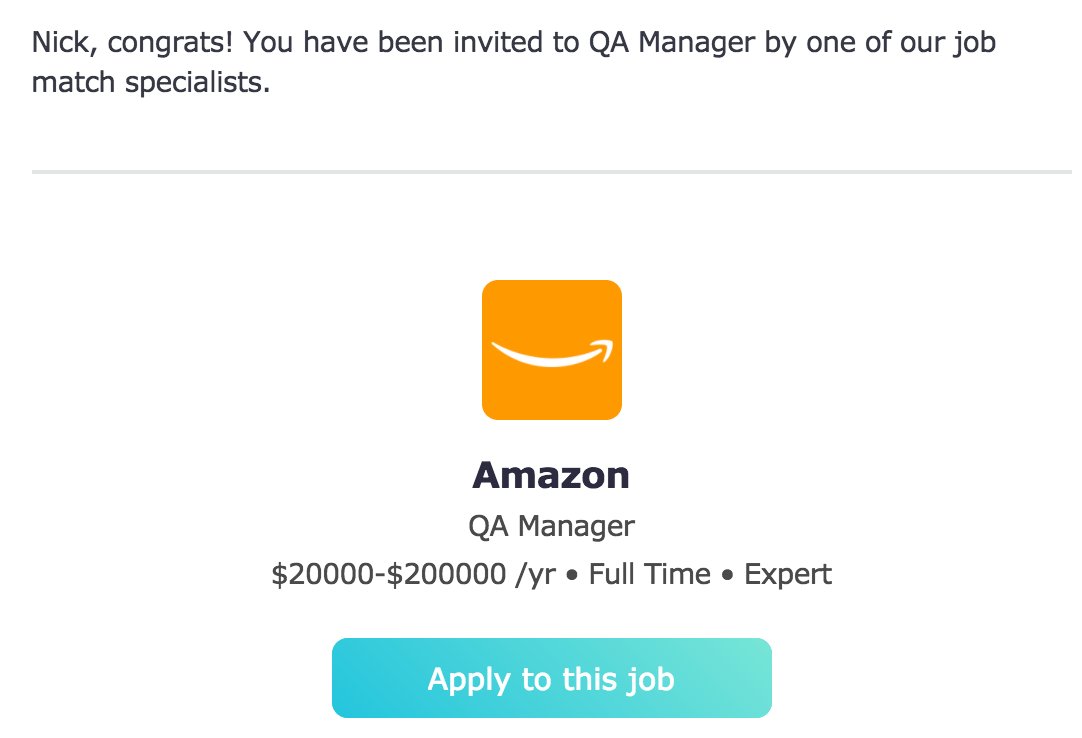 Nick, congrats! You have been invited to QA Manager by one of our job
match specialists.
Amazon
QA Manager
$20000-$200000 /yr • Full Time • Expert
Apply to this job